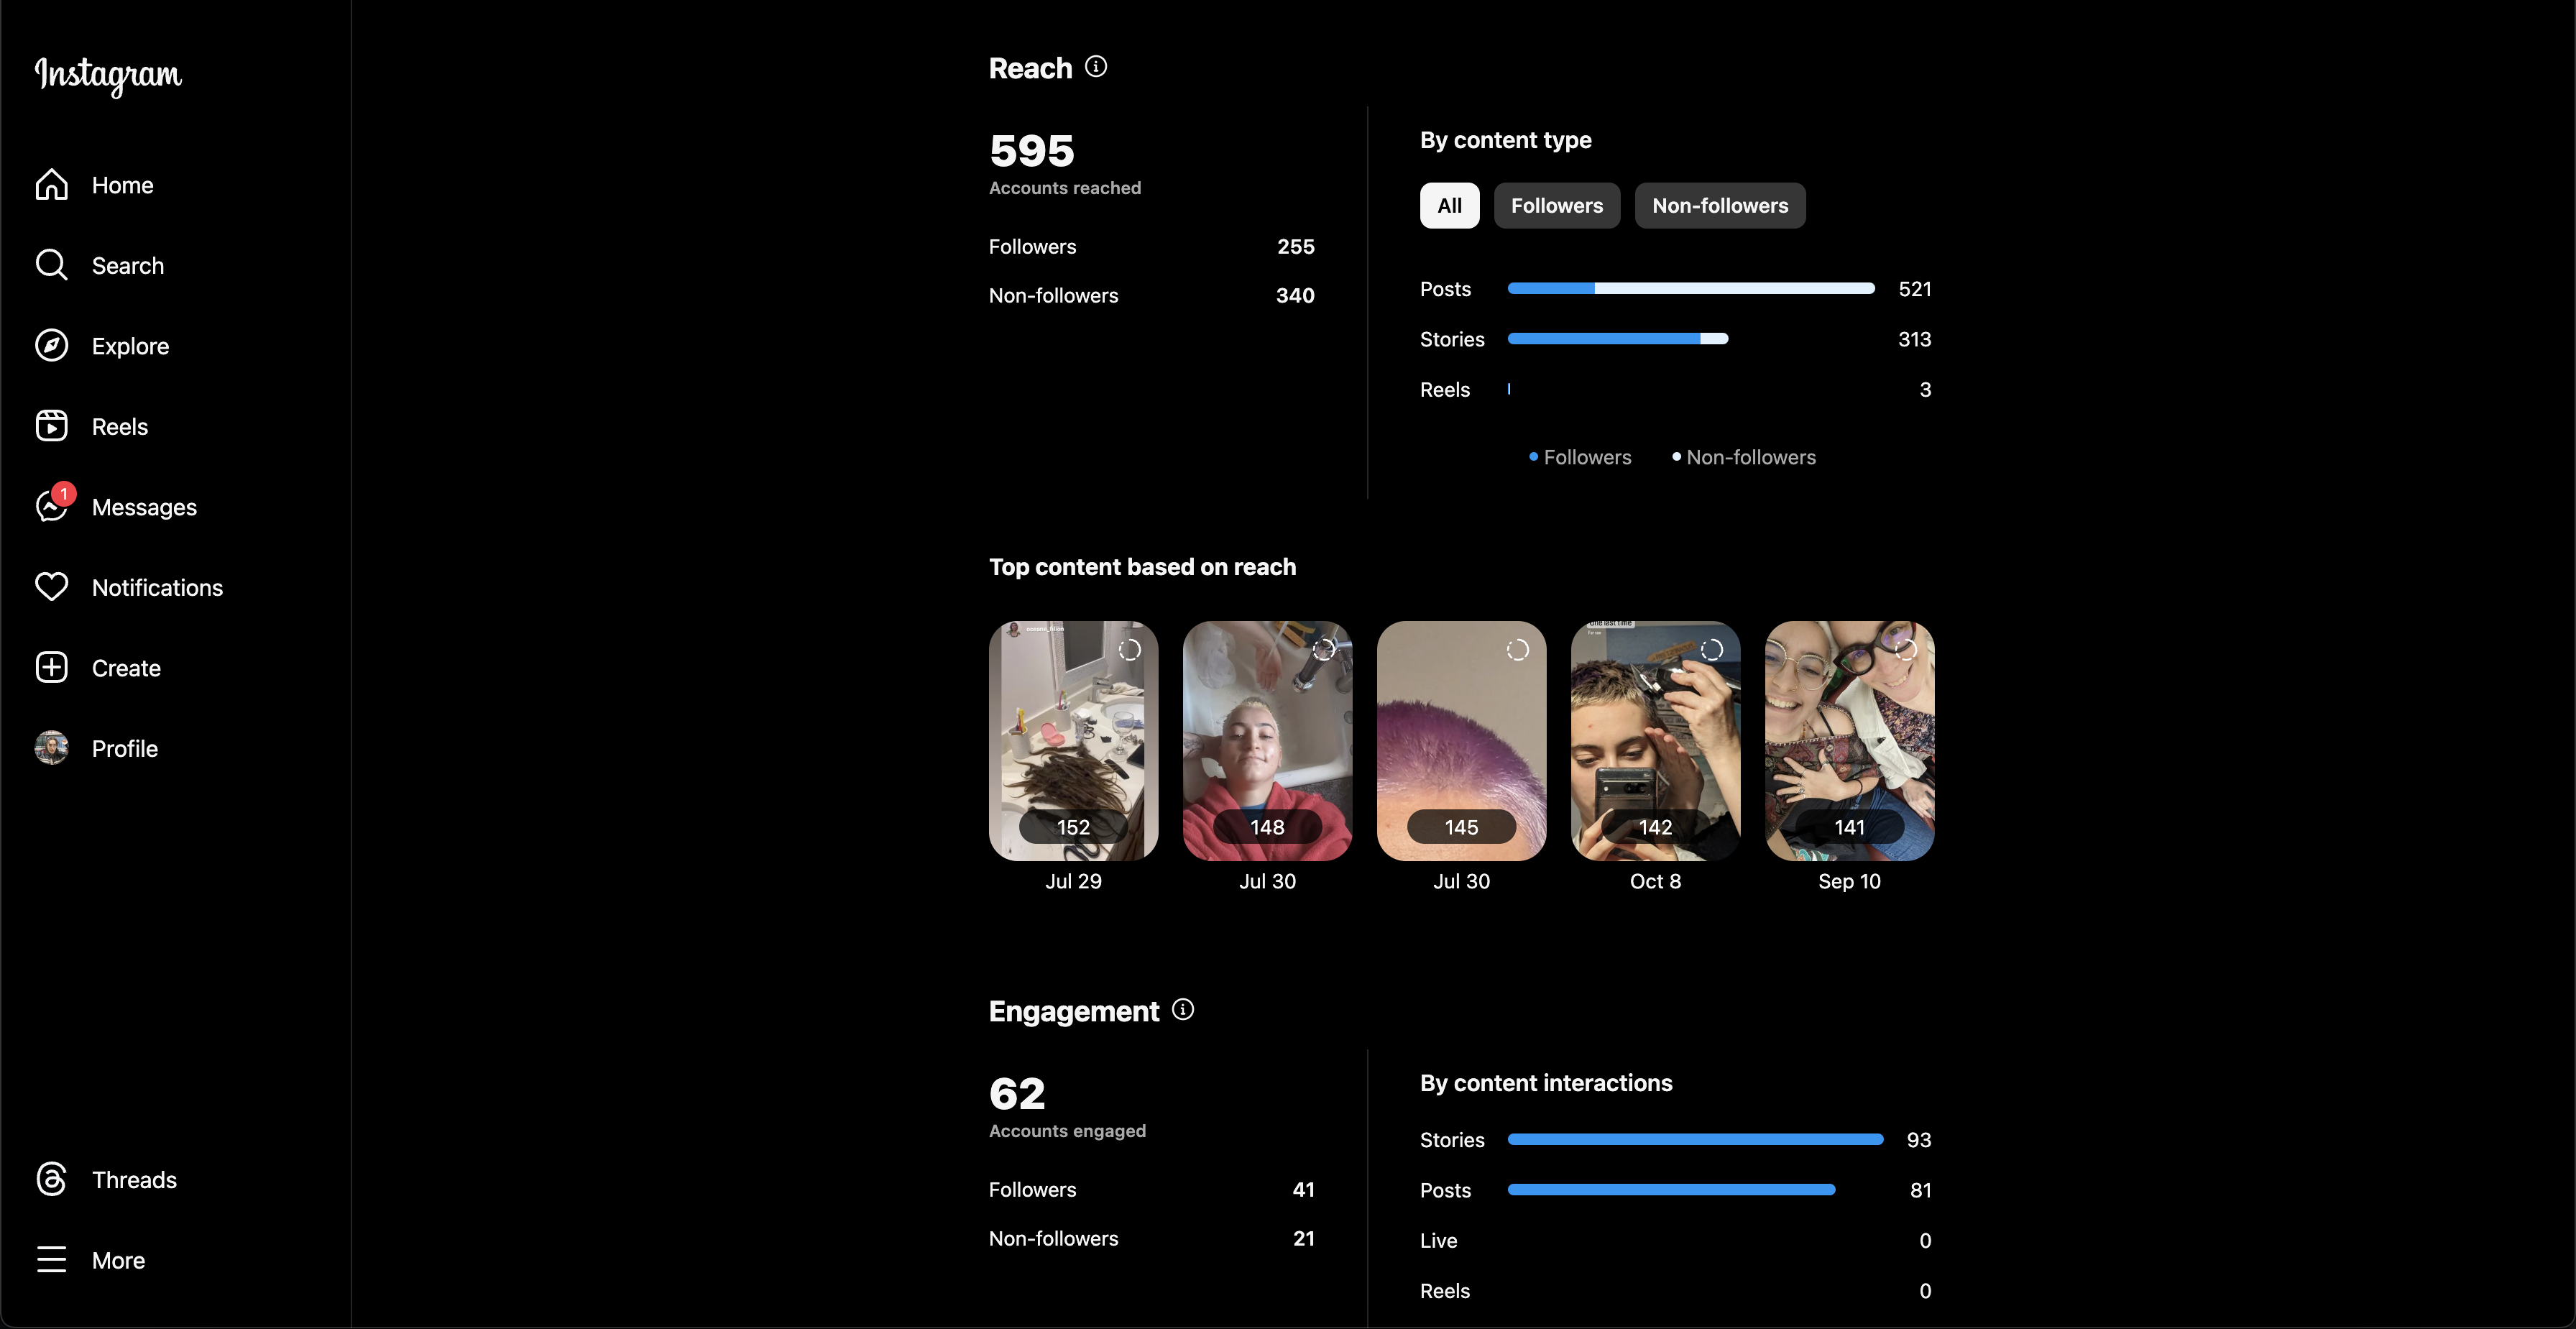 Instagram
Home
Search
Explore
Reels
1
Messages
Notifications
Create
Profile
Threads
More
Reach
595
Accounts reached
Followers 255
Non-followers 340
By content type
All Followers Non-followers
Posts 521
Stories 313
Reels 3
Followers Non-followers
Top content based on reach
152 148 145 142 141
Jul 29 Jul 30 Jul 30 Oct 8 Sep 10
Engagement
62
Accounts engaged
Followers 41
Non-followers 21
By content interactions
Stories 93
Posts 81
Live 0
Reels 0